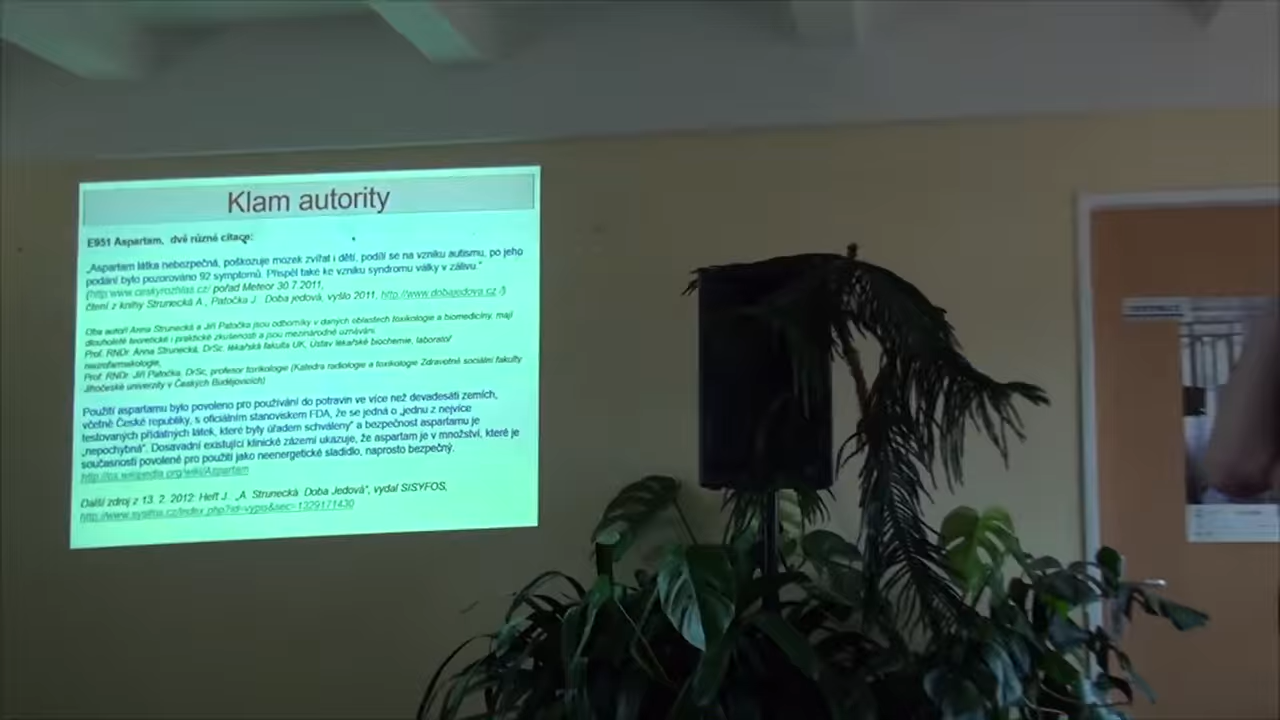 Klam autority
E951 Aspartam, dvě různé citace:
„Aspartam látka nebezpečná, poškozuje mozek zvířat i dětí, podílí se na vzniku autismu, po jeho
podání bylo pozorováno 92 symptomů. Přispěl také ke vzniku syndromu války v zálivu.“
(http:www.ceskyrozhlas.cz/ pořad Meteor 30.7.2011,
čtení z knihy Strunecká A., Patočka J. Doba jedová, vyšlo 2011, http://www.dobajedova.cz./)
Oba autoři Anna Strunecká a Jiří Patočka jsou odborníky v daných oblastech toxikologie a biomedicíny, mají
dlouholeté teoretické i praktické zkušenosti a jsou mezinárodně uznáváni.
Prof. RNDr. Anna Strunecká, DrSc. lékařská fakulta UK, Ústav lékařské biochemie, laboratoř
neurofarmakologie,
Prof. RNDr. Jiří Patočka, DrSc, profesor toxikologie (Katedra radiologie a toxikologie Zdravotně sociální fakulty
Jihočeské univerzity v Českých Budějovicích)
Použití aspartamu bylo povoleno pro používání do potravin ve více než devadesáti zemích,
včetně České republiky, s oficiálním stanoviskem FDA, že se jedná o „jednu z nejvíce
testovaných přídatných látek, které byly úřadem schváleny“ a bezpečnost aspartamu je
„nepochybná“. Dosavadní existující klinické zázemí ukazuje, že aspartam je v množství, které je
současnosti povolené pro použití jako neenergetické sladidlo, naprosto bezpečný.
http://cs.wikipedia.org/wiki/Aspartam
Další zdroj z 13. 2. 2012: Heřt J. „A. Strunecká Doba Jedová“, vydal SISYFOS,
http://www.sysifos.cz/index.php?id=vypis&sec=1329171430